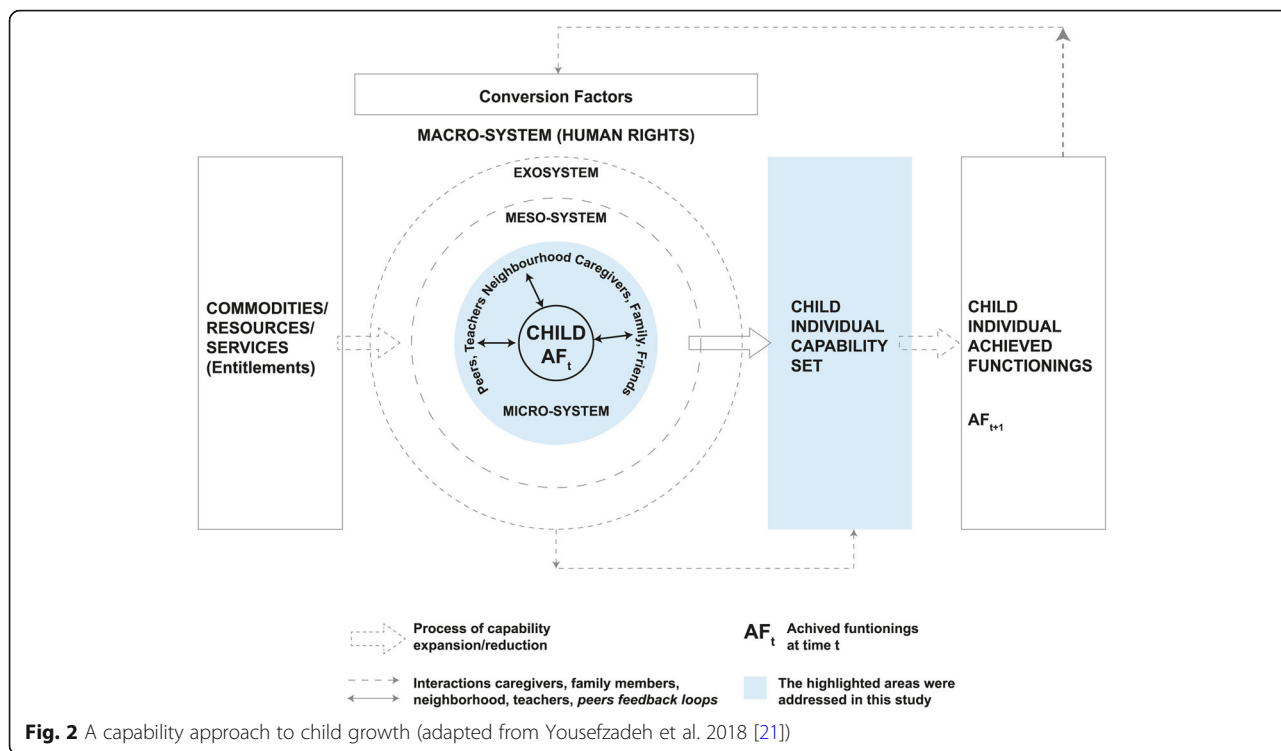 Conversion Factors
MACRO-SYSTEM (HUMAN RIGHTS)
EXOSYSTEM
MESO-SYSTEM
Peers, Teachers Neighbourhood Caregivers, Family, Friends
CHILD
AFt
MICRO-SYSTEM
COMMODITIES/
RESOURCES/
SERVICES
(Entitlements)
CHILD
INDIVIDUAL
CAPABILITY
SET
CHILD
INDIVIDUAL
ACHIEVED
FUNCTIONINGS
AFt+1
Process of capability
expansion/reduction
AFt Achived funtionings
at time t
Interactions caregivers, family members,
neighborhood, teachers, peers feedback loops
The highlighted areas were
addressed in this study
Fig. 2 A capability approach to child growth (adapted from Yousefzadeh et al. 2018 [21])